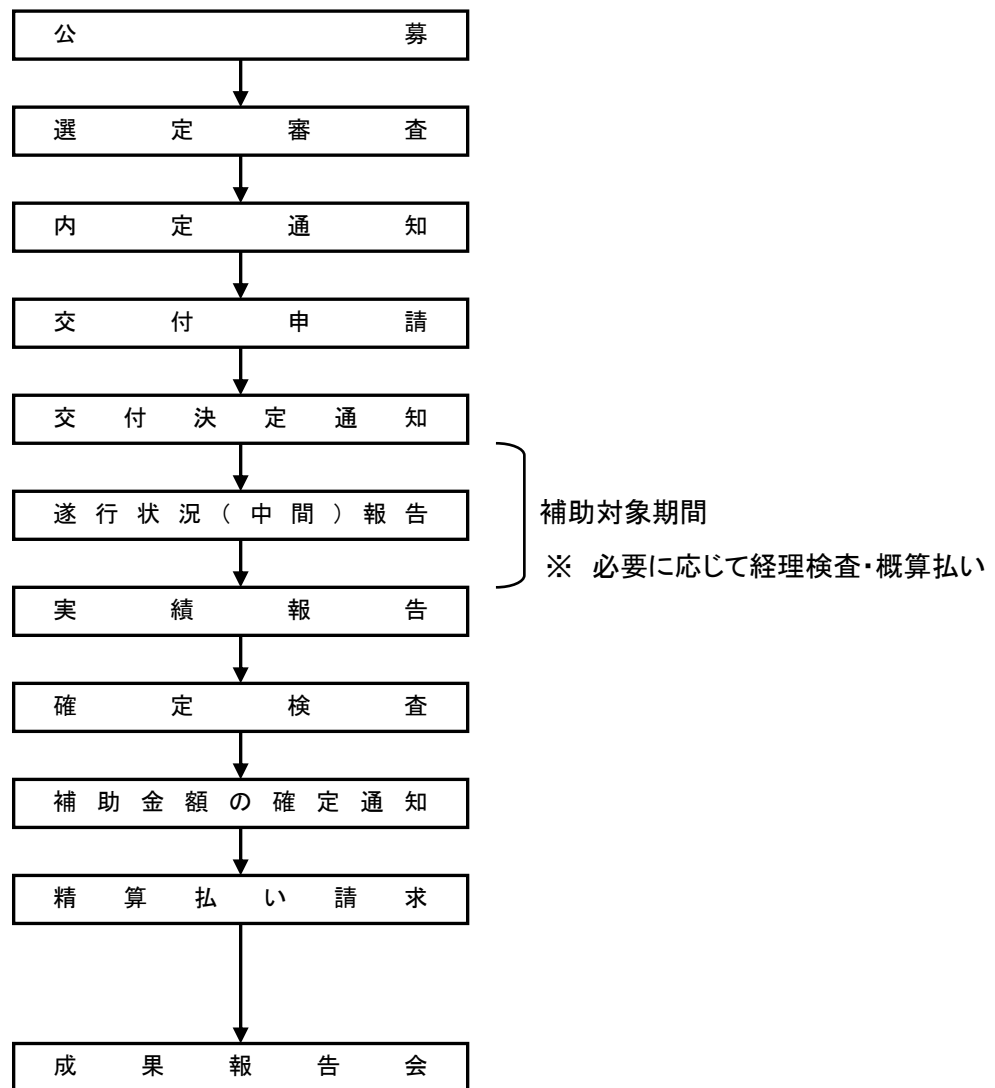 公募
選定審査
内定通知
交付申請
交付決定通知
遂行状況（中間）報告
補助対象期間
※ 必要に応じて経理検査・概算払い
実績報告
確定検査
補助金額の確定通知
精算払い請求
成果報告会